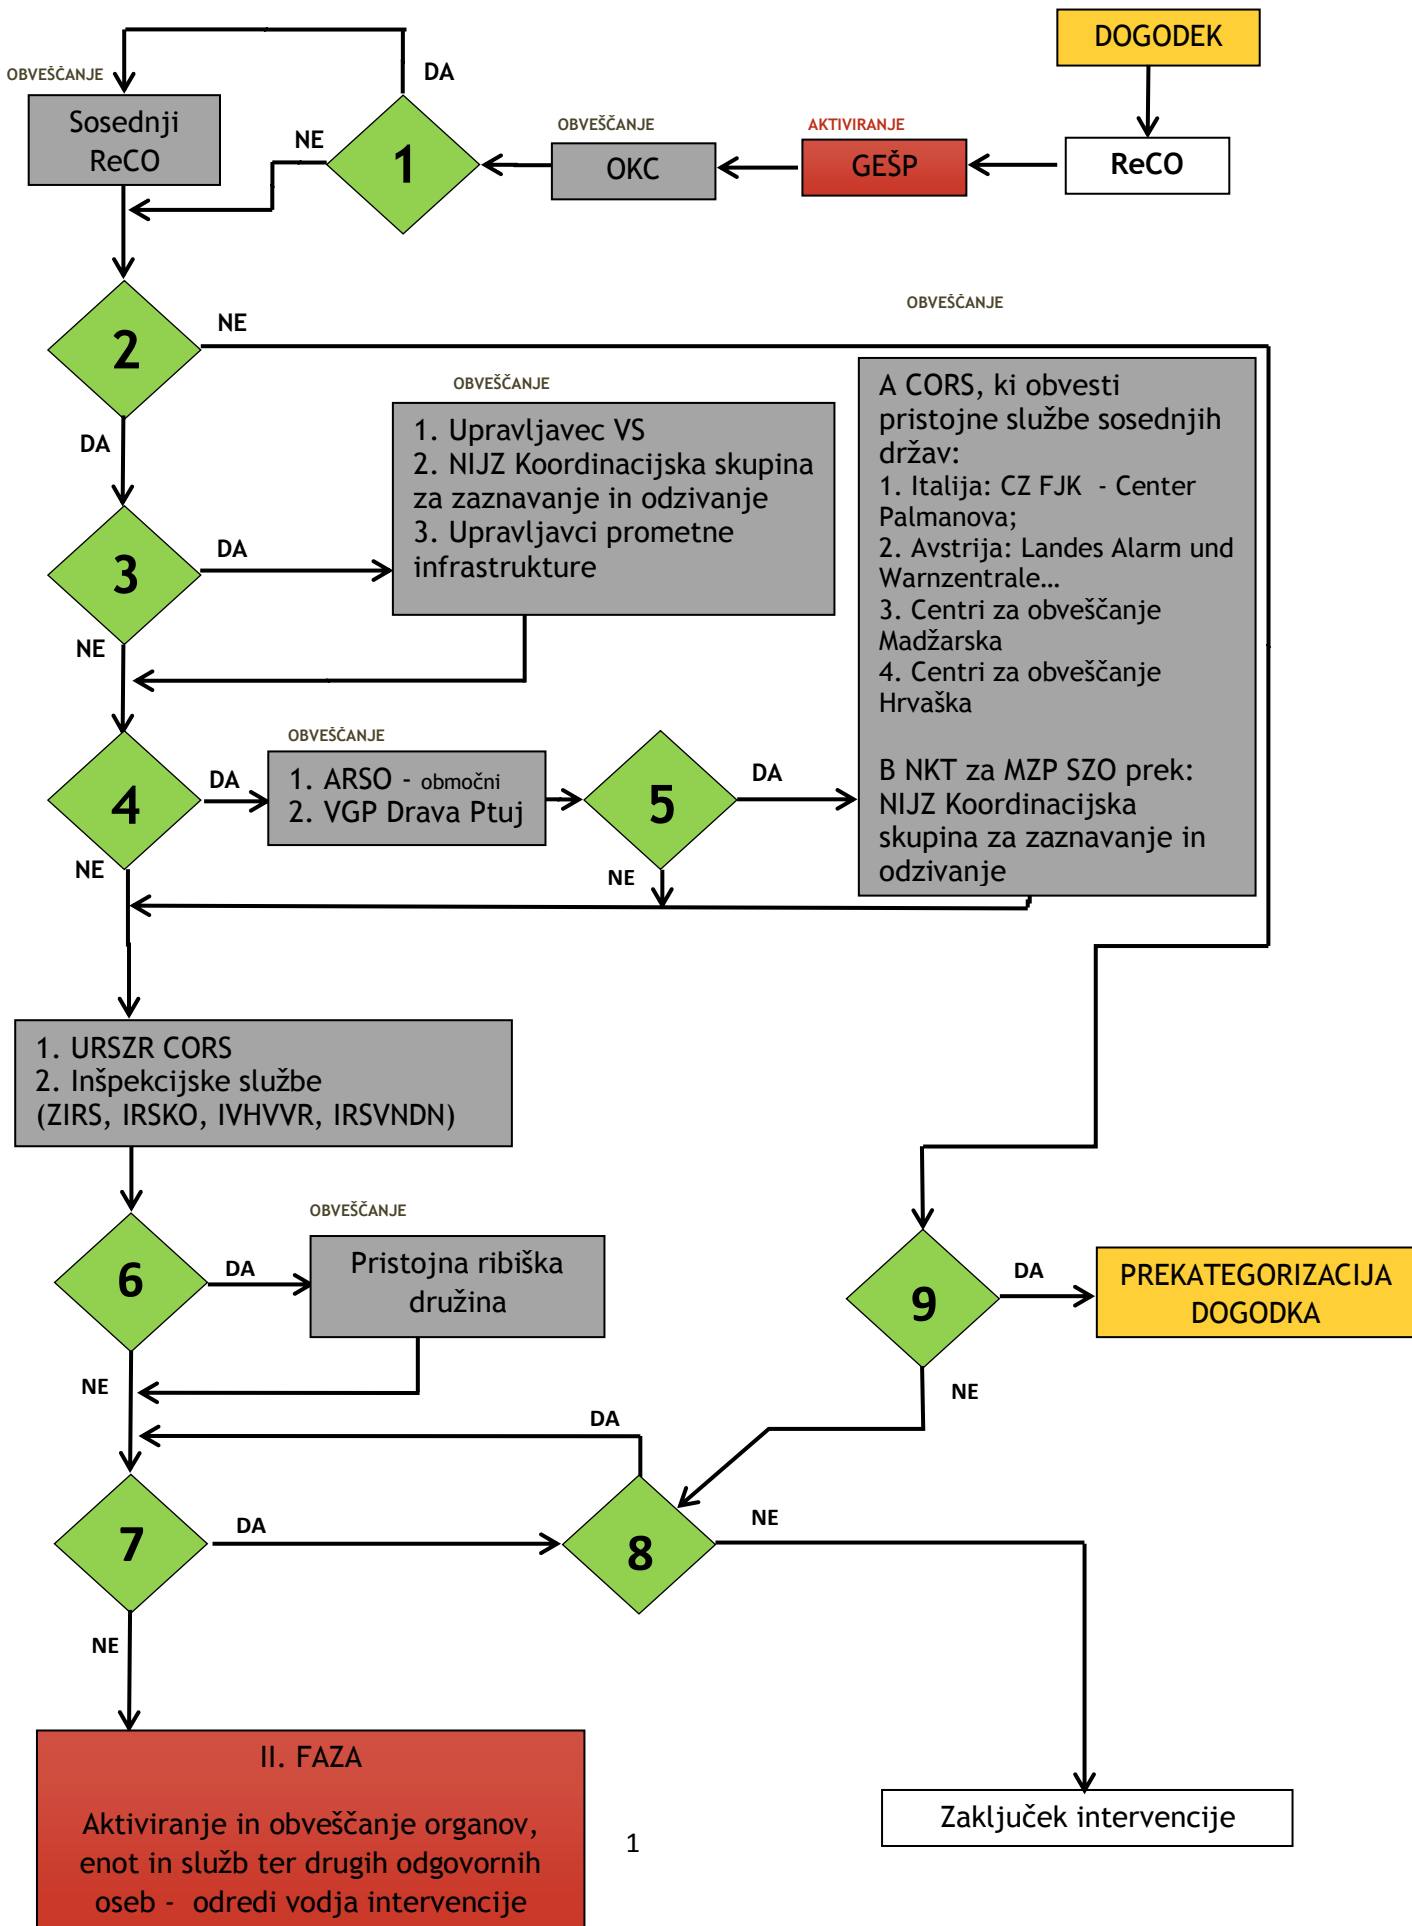 DOGODEK
ReCO
AKTIVIRANJE
GEŠP
OBVEŠČANJE
OKC
1
DA
NE
OBVEŠČANJE
Sosednji
ReCO
2
NE
DA
OBVEŠČANJE
3
DA
NE
OBVEŠČANJE
1. Upravljavec VS
2. NIJZ Koordinacijska skupina
za zaznavanje in odzivanje
3. Upravljavci prometne
infrastrukture
4
DA
NE
OBVEŠČANJE
1. ARSO - območni
2. VGP Drava Ptuj
5
DA
NE
A CORS, ki obvesti
pristojne službe sosednjih
držav:
1. Italija: CZ FJK - Center
Palmanova;
2. Avstrija: Landes Alarm und
Warnzentrale…
3. Centri za obveščanje
Madžarska
4. Centri za obveščanje
Hrvaška
B NKT za MZP SZO prek:
NIJZ Koordinacijska
skupina za zaznavanje in
odzivanje
1. URSZR CORS
2. Inšpekcijske službe
(ZIRS, IRSKO, IVHVVR, IRSVNDN)
6
DA
NE
OBVEŠČANJE
Pristojna ribiška
družina
9
DA
NE
PREKATEGORIZACIJA
DOGODKA
7
DA
NE
8
DA
NE
II. FAZA
Aktiviranje in obveščanje organov,
enot in služb ter drugih odgovornih
oseb - odredi vodja intervencije
1
Zaključek intervencije